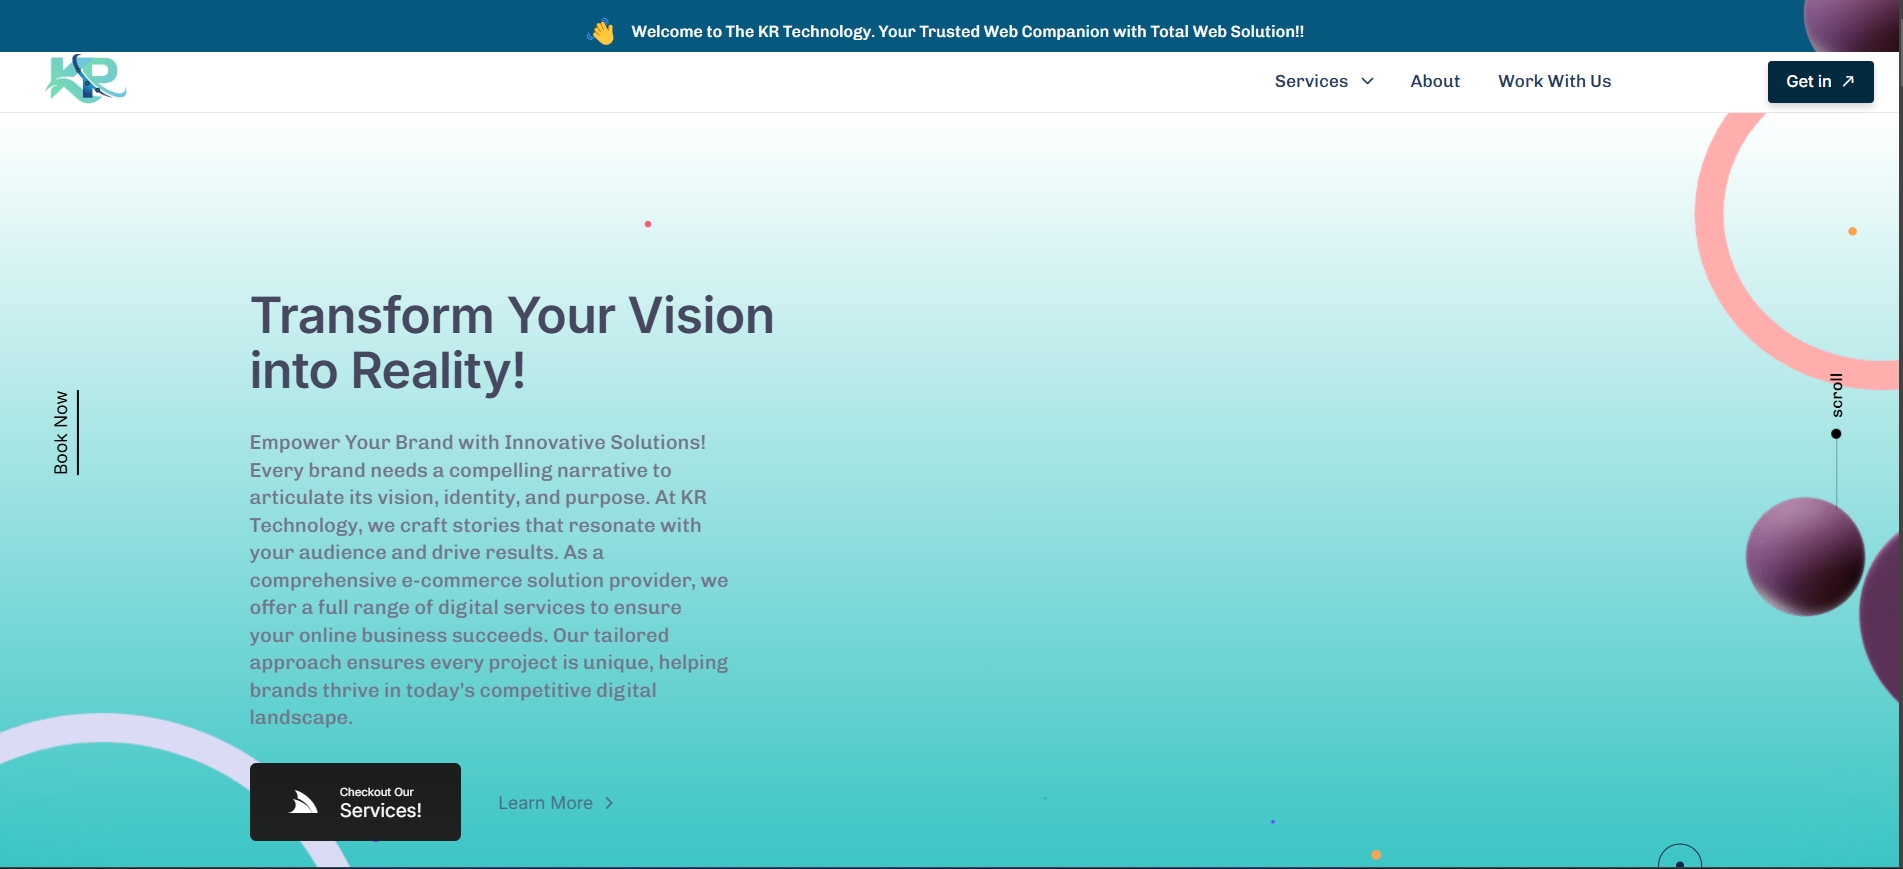 Welcome to The KR Technology. Your Trusted Web Companion with Total Web Solution!!
KR
Services
About
Work With Us
Get in
Transform Your Vision
into Reality!
Book Now
scroll
Empower Your Brand with Innovative Solutions!
Every brand needs a compelling narrative to
articulate its vision, identity, and purpose. At KR
Technology, we craft stories that resonate with
your audience and drive results. As a
comprehensive e-commerce solution provider, we
offer a full range of digital services to ensure
your online business succeeds. Our tailored
approach ensures every project is unique, helping
brands thrive in today's competitive digital
landscape.
Checkout Our
Services!
Learn More